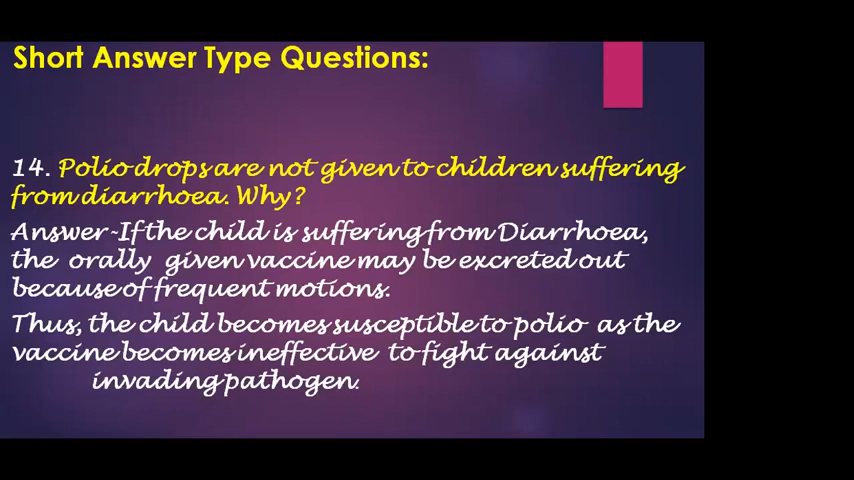 Short Answer Type Questions:
14. Polio drops are not given to children suffering
from diarrhoea. Why?
Answer-If the child is suffering from Diarrhoea,
the orally given vaccine may be excreted out
because of frequent motions.
Thus, the child becomes susceptible to polio as the
vaccine becomes ineffective to fight against
invading pathogen.